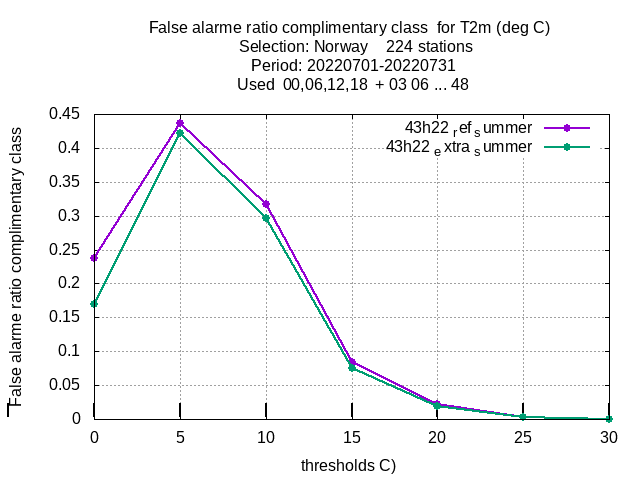 False alarme ratio complimentary class for T2m (deg C)
Selection: Norway 224 stations
Period: 20220701-20220731
Used 00,06,12,18 + 03 06 ... 48
43h22 ref summer
43h22 extra summer
False alarme ratio complimentary class
0.45
0.4
0.35
0.3
0.25
0.2
0.15
0.1
0.05
0
0 5 10 15 20 25 30
thresholds C)